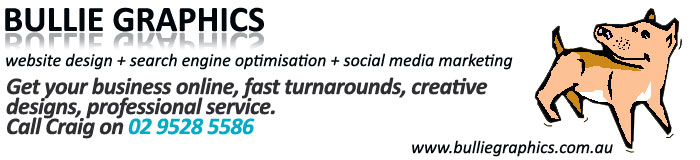 BULLIE GRAPHICS
website design + search engine optimisation + social media marketing
Get your business online, fast turnarounds, creative
designs, professional service.
Call Craig on 02 9528 5586
www.bulliegraphics.com.au